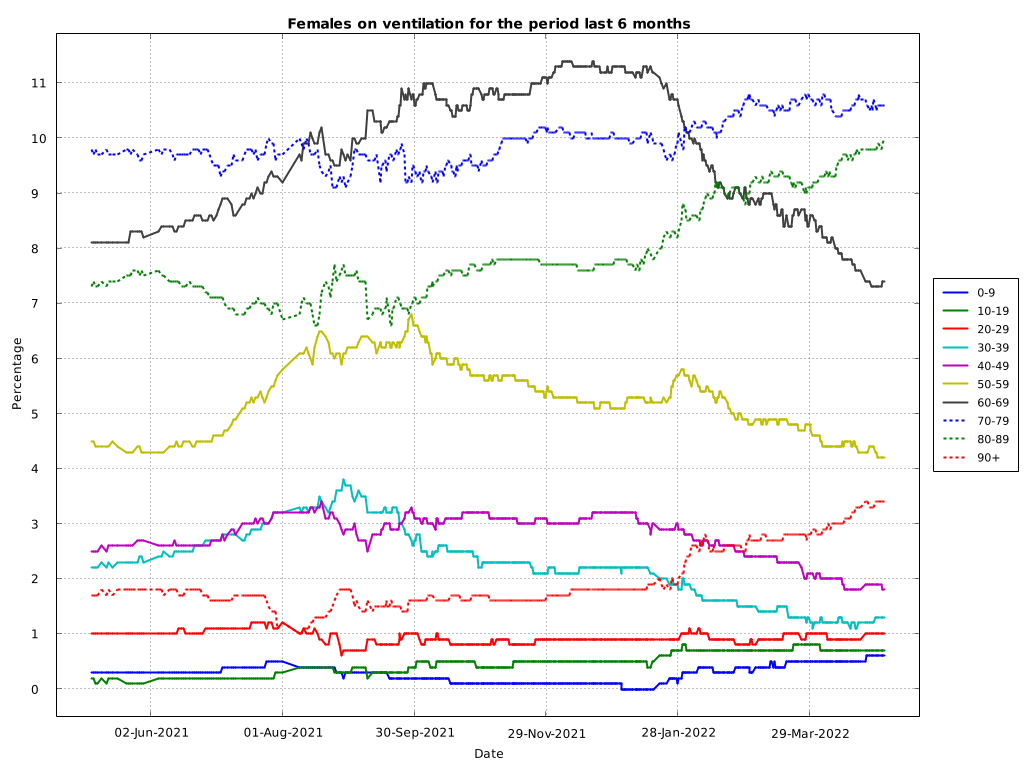 Females on ventilation for the period last 6 months
Percentage
11
10
9
8
7
6
5
4
3
2
1
0
02-Jun-2021
01-Aug-2021
30-Sep-2021
29-Nov-2021
28-Jan-2022
29-Mar-2022
Date
0-9
10-19
20-29
30-39
40-49
50-59
60-69
70-79
80-89
90+